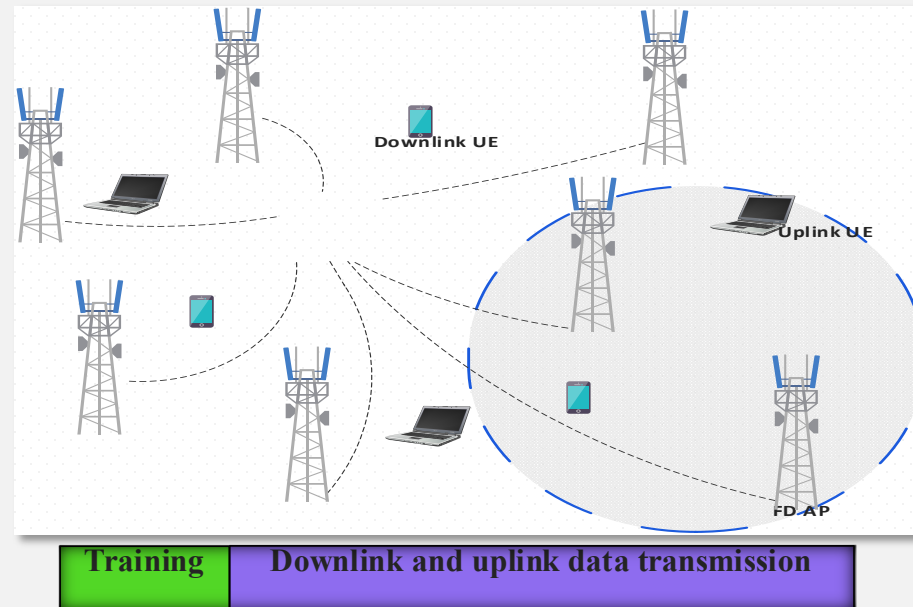 Downlink UE
Uplink UE
FD AP
Training
Downlink and uplink data transmission